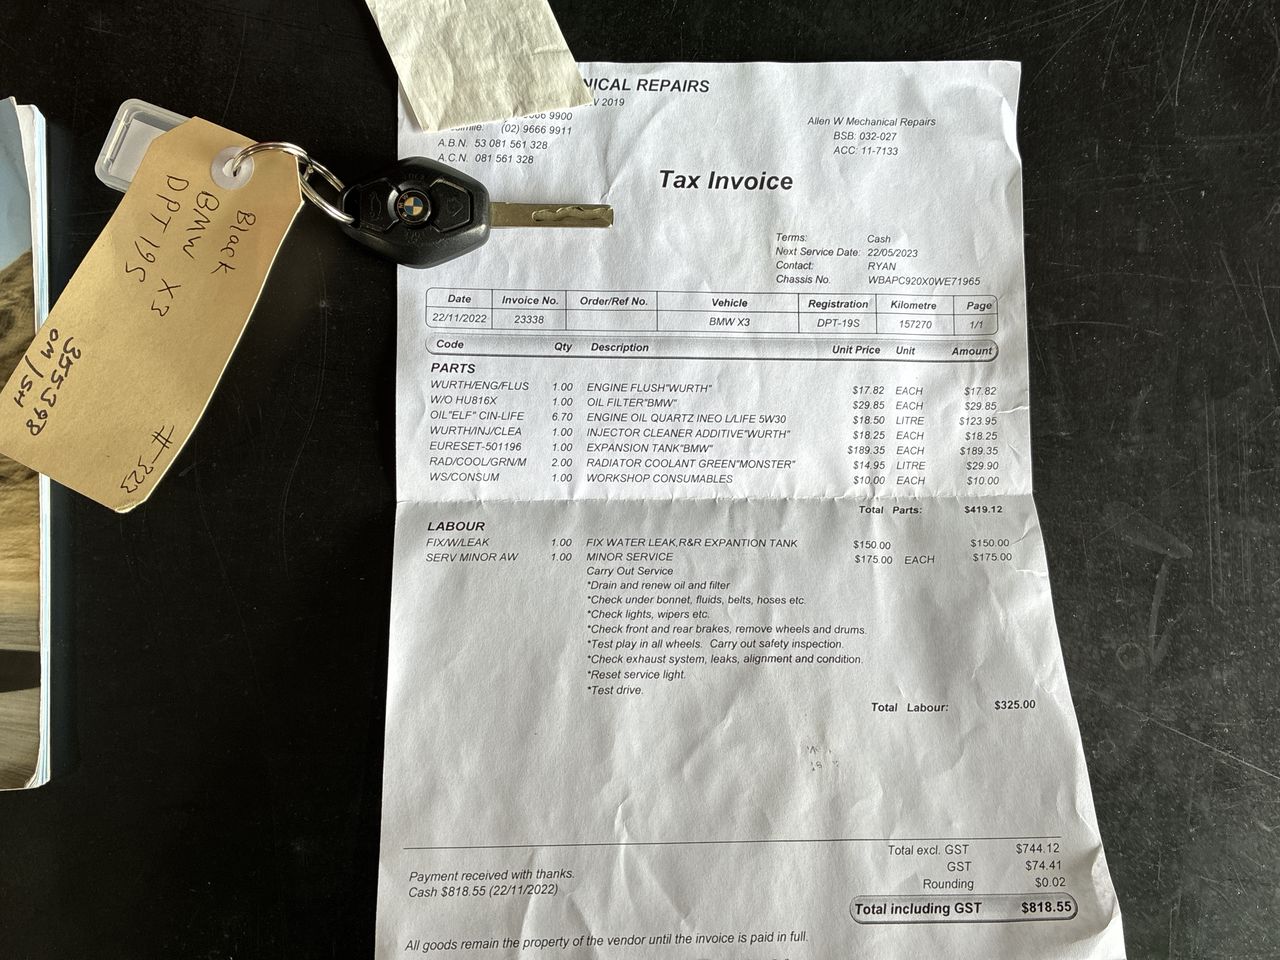 NICAL REPAIRS
2019
9900
(02) 9666 9911
A.B.N. 53 081 561 328
A.C.N. 081 561 328
Allen W Mechanical Repairs
BSB: 032-027
ACC: 11-7133
Tax Invoice
Terms: Cash
Next Service Date: 22/05/2023
Contact: RYAN
Chassis No. WBAPC920X0WE71965
Date Invoice No. Order/Ref No. Vehicle Registration Kilometre Page
22/11/2022 23338 BMW X3 DPT-19S 157270 1/1
Code Qty Description Unit Price Unit Amount
PARTS
WURTH/ENG/FLUS 1.00 ENGINE FLUSH"WURTH" $17.82 EACH $17.82
W/O HU816X 1.00 OIL FILTER"BMW" $29.85 EACH $29.85
OIL"ELF" CIN-LIFE 6.70 ENGINE OIL QUARTZ INEO L/LIFE 5W30 $18.50 LITRE $123.95
WURTH/INJ/CLEA 1.00 INJECTOR CLEANER ADDITIVE"WURTH" $18.25 EACH $18.25
EURESET-501196 1.00 EXPANSION TANK"BMW" $189.35 EACH $189.35
RAD/COOL/GRN/M 2.00 RADIATOR COOLANT GREEN"MONSTER" $14.95 LITRE $29.90
WS/CONSUM 1.00 WORKSHOP CONSUMABLES $10.00 EACH $10.00
Total Parts: $419.12
LABOUR
FIX/W/LEAK 1.00 FIX WATER LEAK,R&R EXPANTION TANK $150.00 $150.00
SERV MINOR AW 1.00 MINOR SERVICE $175.00 EACH $175.00
Carry Out Service
*Drain and renew oil and filter
*Check under bonnet, fluids, belts, hoses etc.
*Check lights, wipers etc.
*Check front and rear brakes, remove wheels and drums.
*Test play in all wheels. Carry out safety inspection.
*Check exhaust system, leaks, alignment and condition.
*Reset service light.
*Test drive.
Total Labour: $325.00
Total excl. GST $744.12
GST $74.41
Rounding $0.02
Total including GST $818.55
Payment received with thanks.
Cash $818.55 (22/11/2022)
All goods remain the property of the vendor until the invoice is paid in full.
Black
BMW X3
DPT 19S
3553978
OM/SH
#323